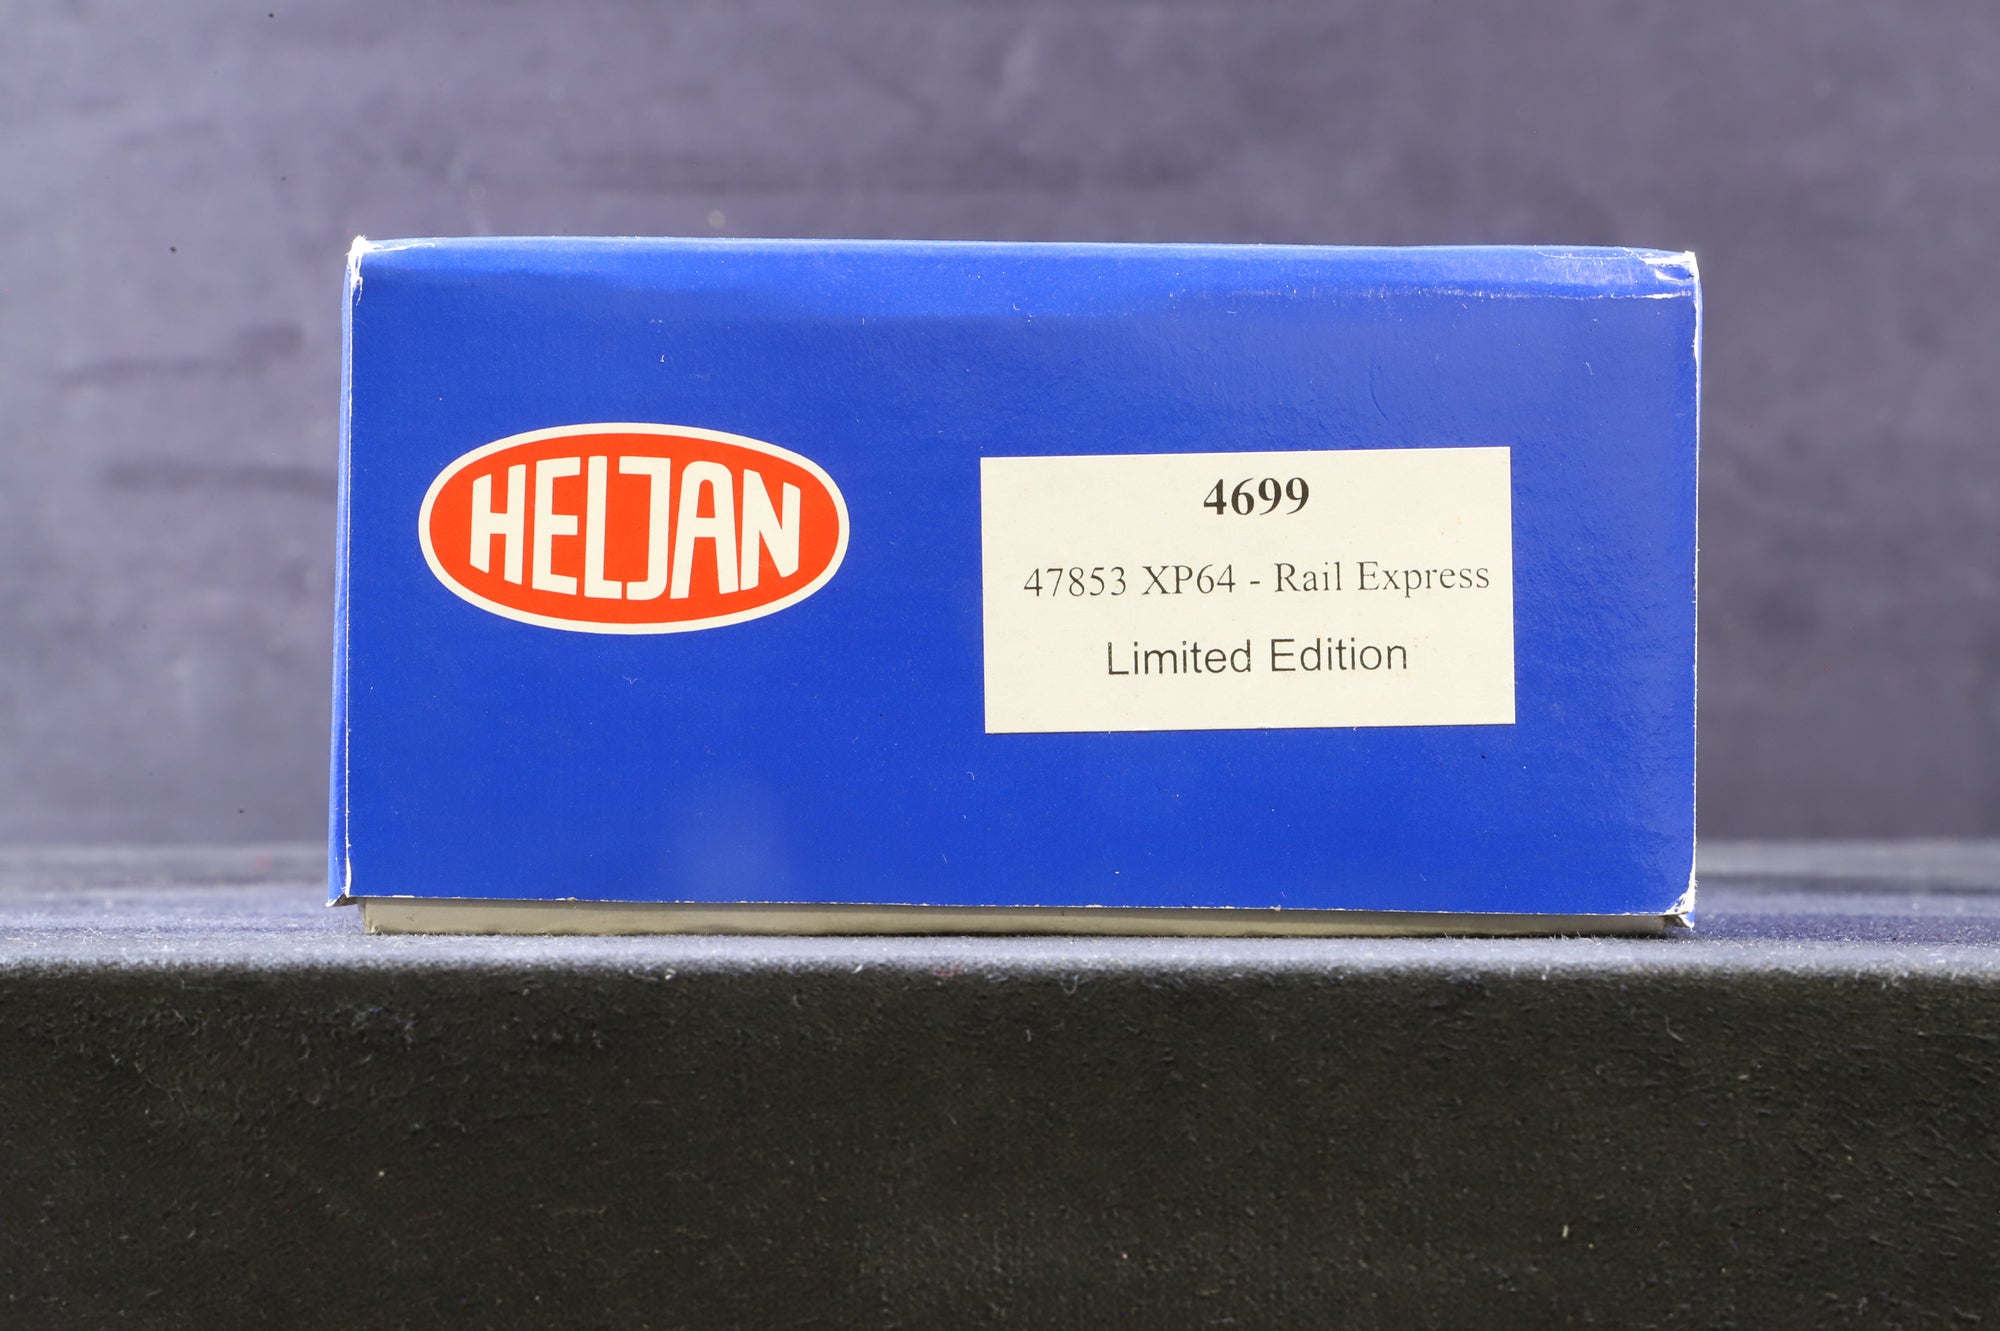 HELJAN
4699
47853 XP64 - Rail Express
Limited Edition